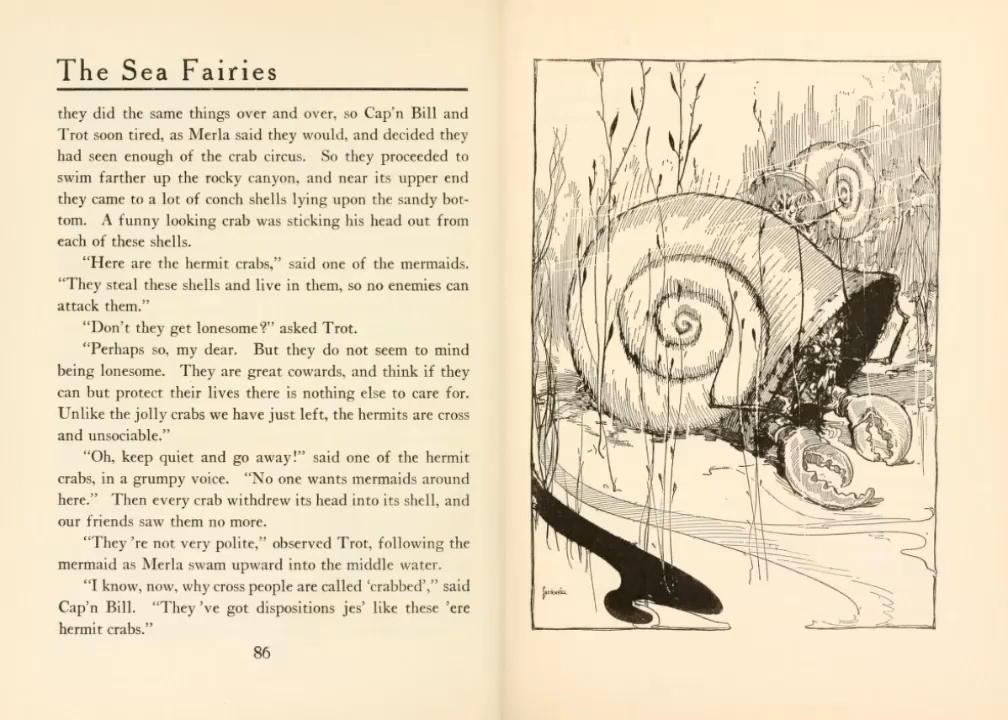 The Sea Fairies
they did the same things over and over, so Cap'n Bill and
Trot soon tired, as Merla said they would, and decided they
had seen enough of the crab circus. So they proceeded to
swim farther up the rocky canyon, and near its upper end
they came to a lot of conch shells lying upon the sandy bot-
tom. A funny looking crab was sticking his head out from
each of these shells.
"Here are the hermit crabs," said one of the mermaids.
"They steal these shells and live in them, so no enemies can
attack them."
"Don't they get lonesome?" asked Trot.
"Perhaps so, my dear. But they do not seem to mind
being lonesome. They are great cowards, and think if they
can but protect their lives there is nothing else to care for.
Unlike the jolly crabs we have just left, the hermits are cross
and unsociable."
"Oh, keep quiet and go away!" said one of the hermit
crabs, in a grumpy voice. "No one wants mermaids around
here." Then every crab withdrew its head into its shell, and
our friends saw them no more.
"They 're not very polite," observed Trot, following the
mermaid as Merla swam upward into the middle water.
"I know, now, why cross people are called 'crabbed'," said
Cap'n Bill. "They 've got dispositions jes' like these 'ere
hermit crabs."
86